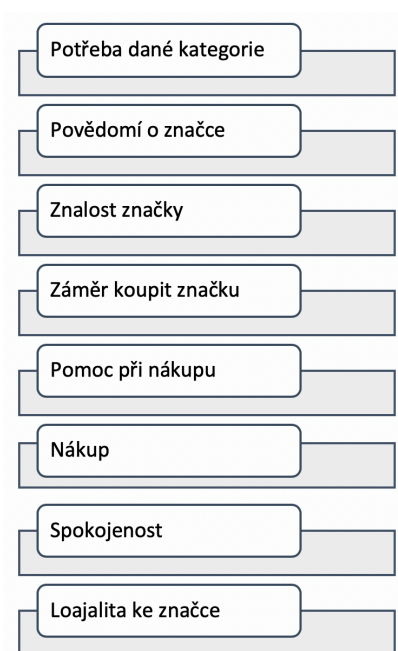 Potřeba dané kategorie
Povědomí o značce
Znalost značky
Záměr koupit značku
Pomoc při nákupu
Nákup
Spokojenost
Loajalita ke značce